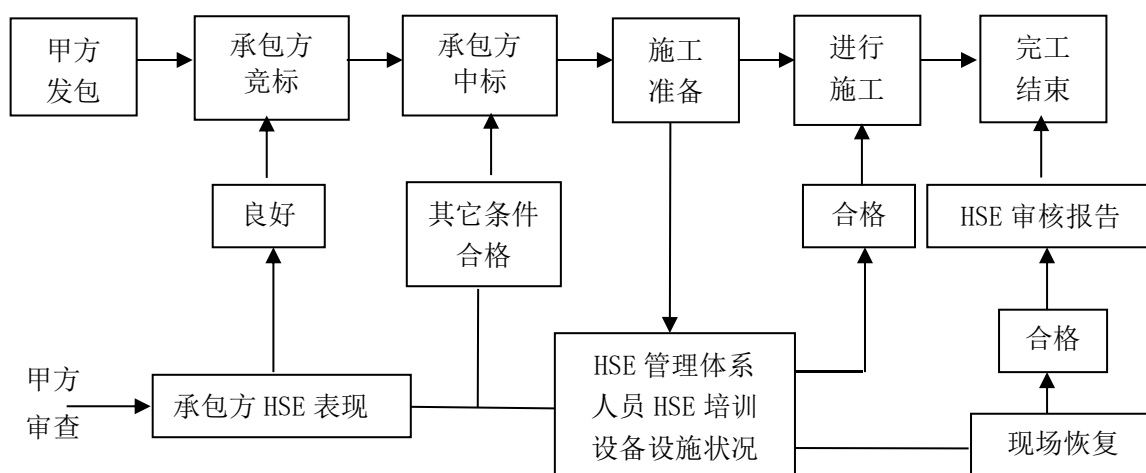 甲方
发包
承包方
竞标
承包方
中标
施工
准备
进行
施工
完工
结束
良好
其它条件
合格
合格
HSE 审核报告
合格
甲方
审查
承包方 HSE 表现
HSE 管理体系
人员 HSE 培训
设备设施状况
现场恢复